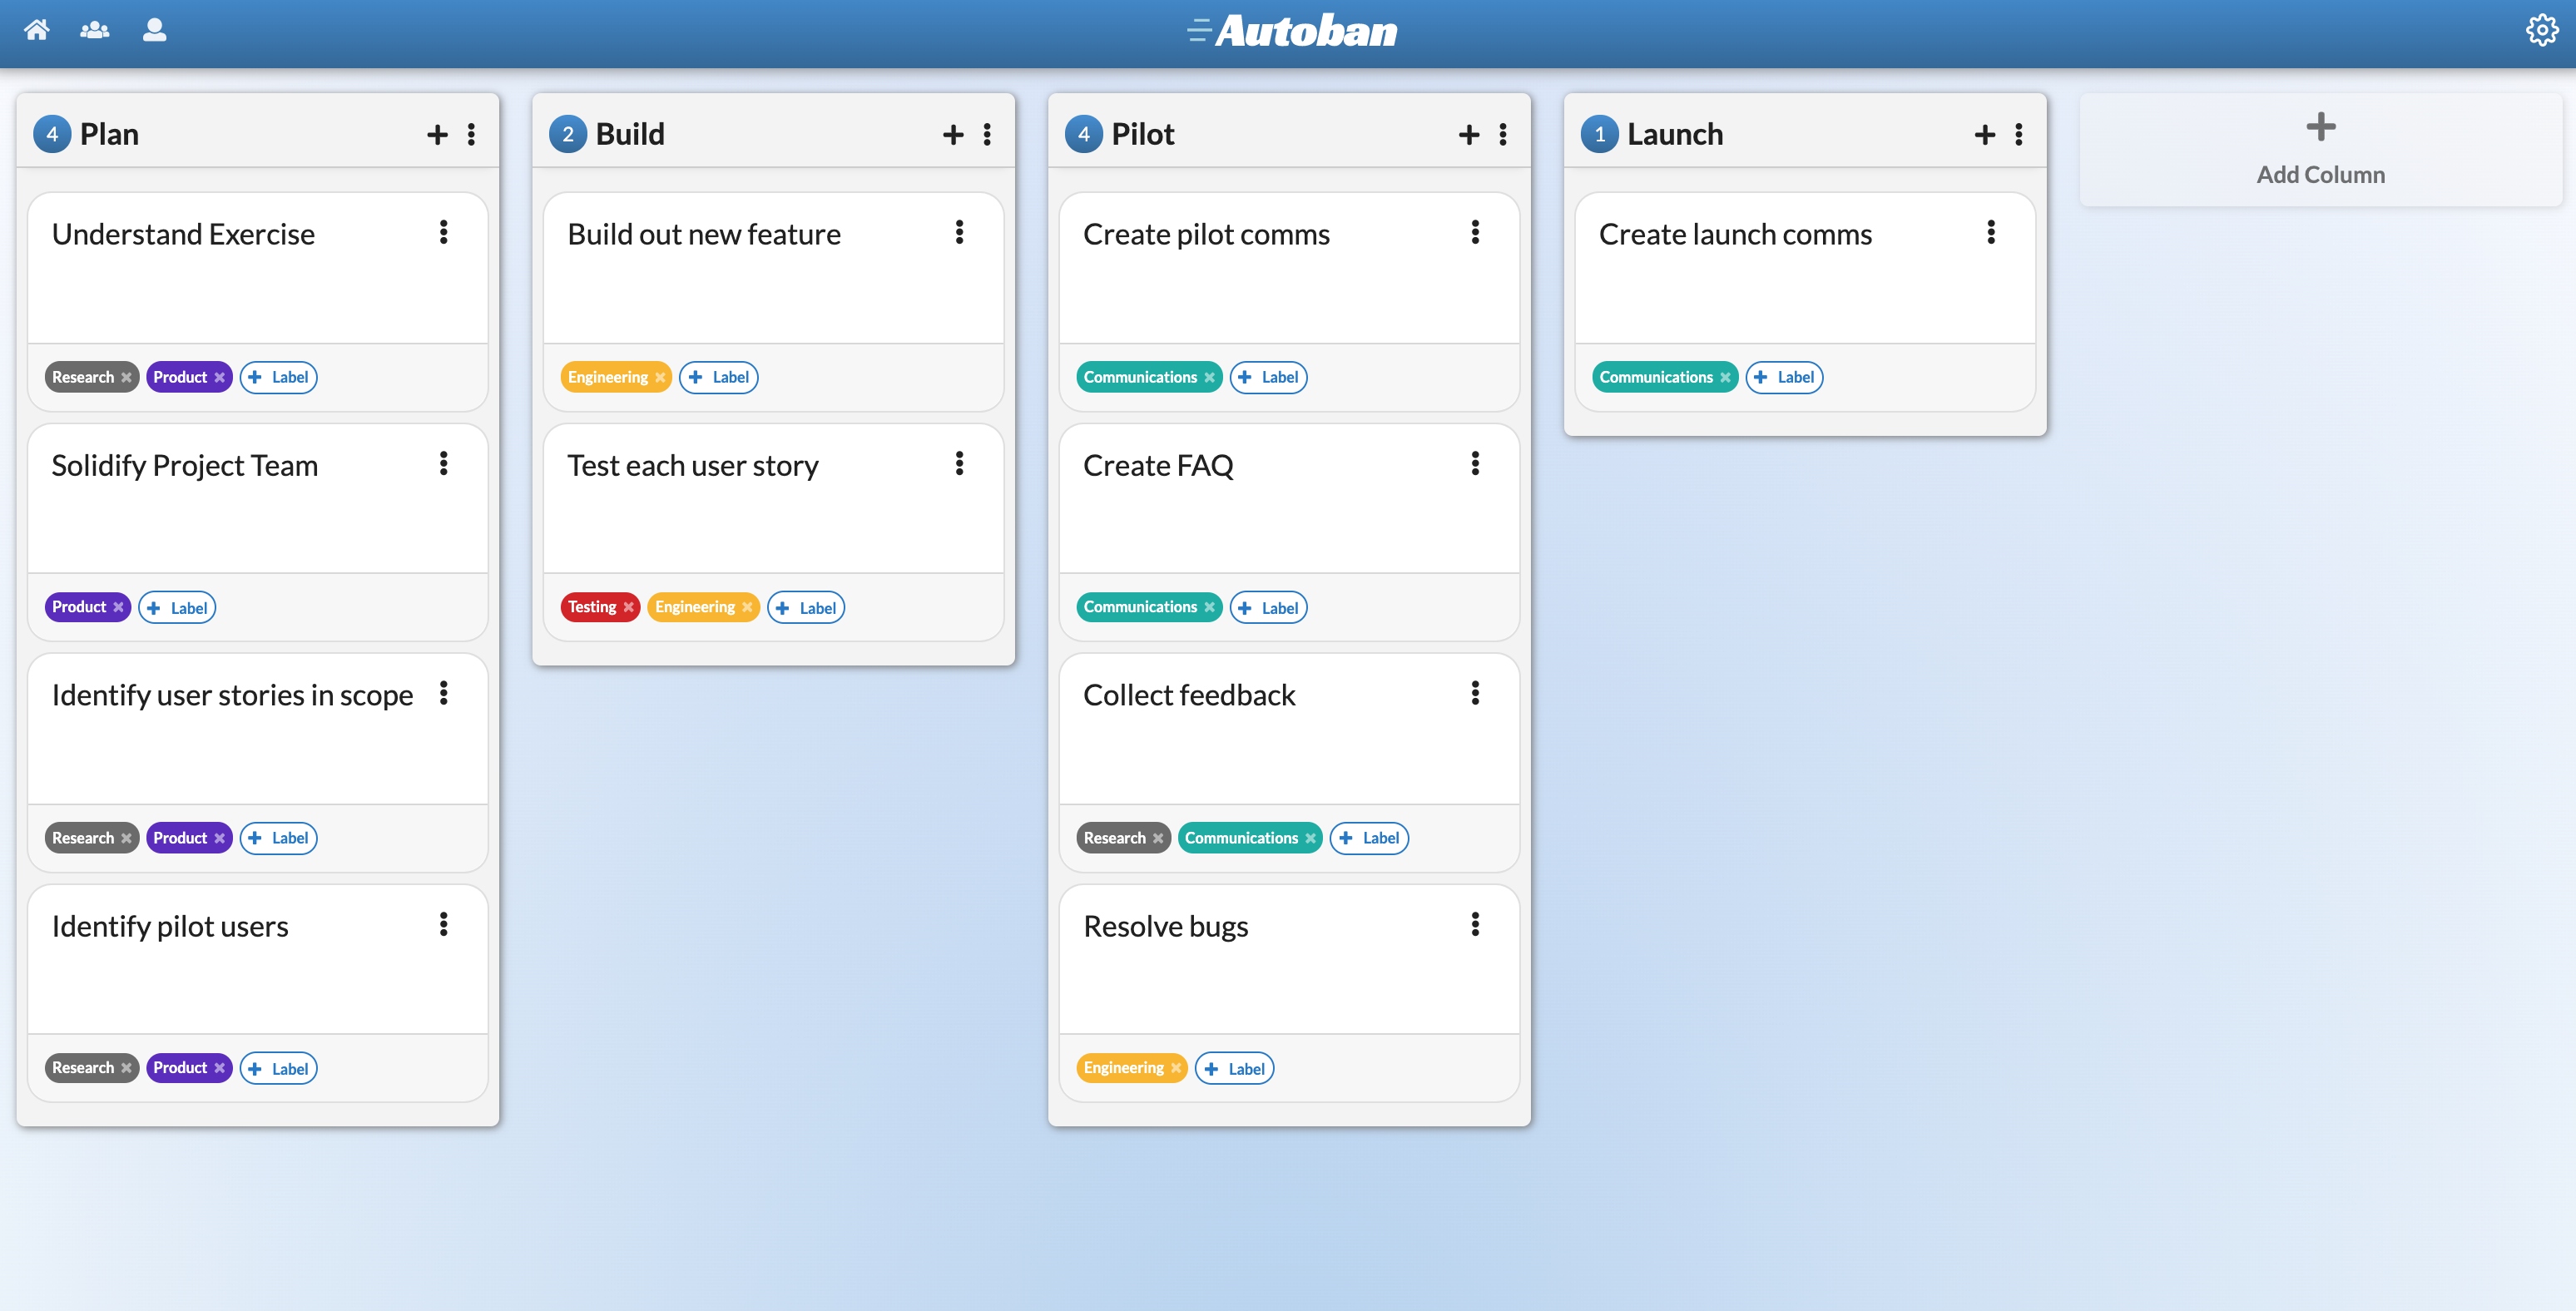 Autoban
4 Plan
Understand Exercise
Research Product Label
Solidify Project Team
Product Label
Identify user stories in scope
Research Product Label
Identify pilot users
Research Product Label
2 Build
Build out new feature
Engineering Label
Test each user story
Testing Engineering Label
4 Pilot
Create pilot comms
Communications Label
Create FAQ
Communications Label
Collect feedback
Research Communications Label
Resolve bugs
Engineering Label
1 Launch
Create launch comms
Communications Label
Add Column